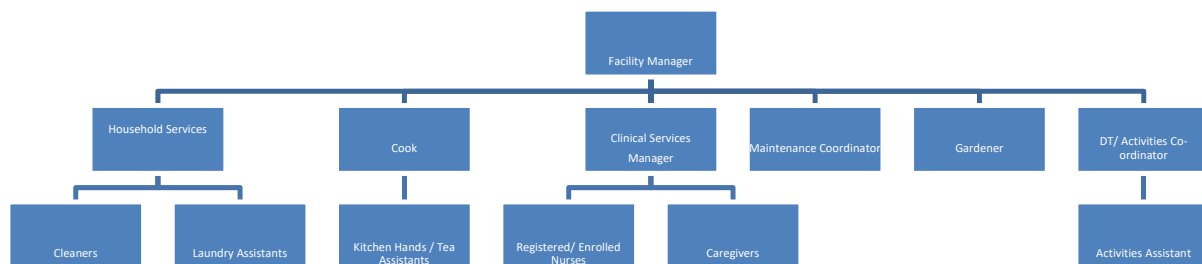 Facility Manager
Household Services
Cook
Clinical Services
Manager
Maintenance Coordinator
Gardener
DT/ Activities Co-
ordinator
Cleaners
Laundry Assistants
Kitchen Hands / Tea
Assistants
Registered/ Enrolled
Nurses
Caregivers
Activities Assistant